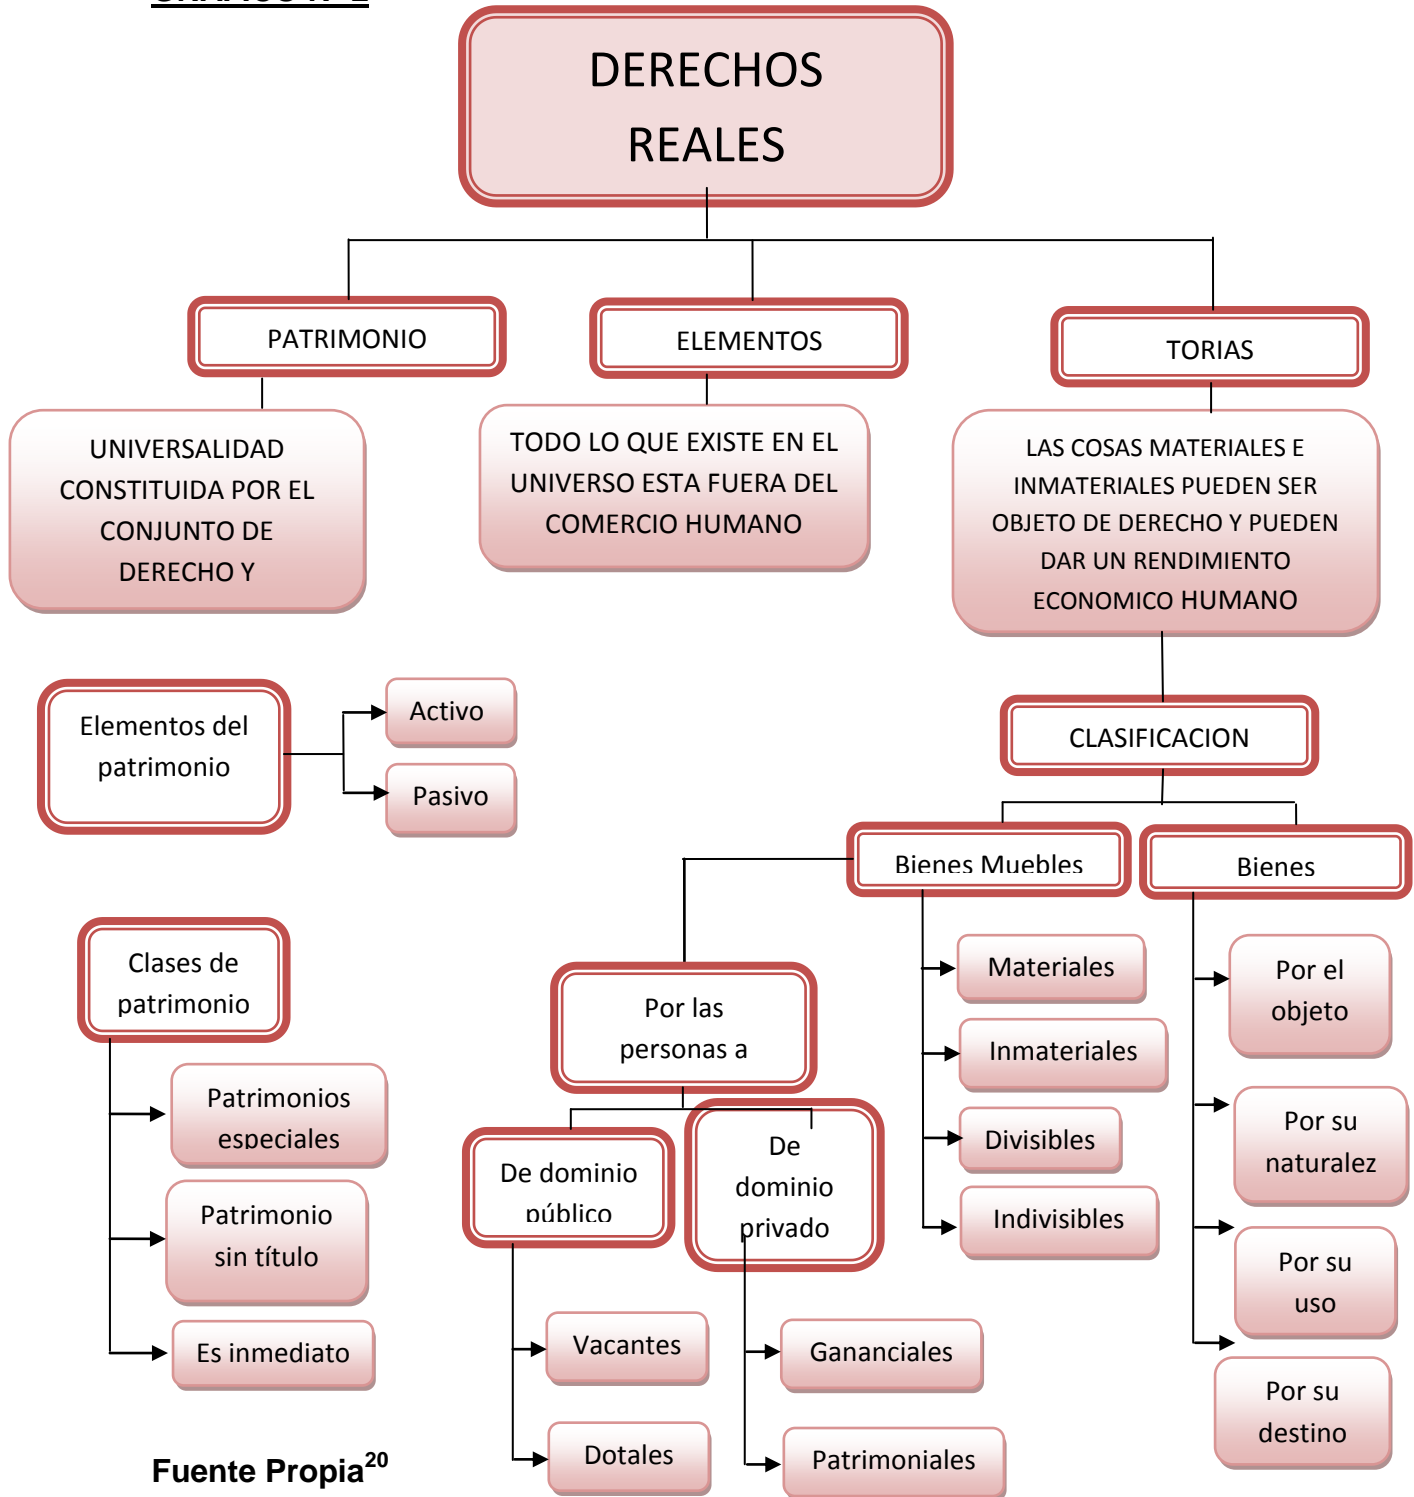 DERECHOS
REALES
PATRIMONIO
ELEMENTOS
TORIAS
UNIVERSALIDAD
CONSTITUIDA POR EL
CONJUNTO DE
DERECHO Y
TODO LO QUE EXISTE EN EL
UNIVERSO ESTA FUERA DEL
COMERCIO HUMANO
LAS COSAS MATERIALES E
INMATERIALES PUEDEN SER
OBJETO DE DERECHO Y PUEDEN
DAR UN RENDIMIENTO
ECONOMICO HUMANO
Elementos del
patrimonio
Activo
Pasivo
CLASIFICACION
Bienes Muebles
Bienes
Clases de
patrimonio
Patrimonios
especiales
Patrimonio
sin título
Es inmediato
Por las
personas a
De dominio
público
De
dominio
privado
Vacantes
Dotales
Gananciales
Patrimoniales
Materiales
Inmateriales
Divisibles
Indivisibles
Por el
objeto
Por su
naturalez
Por su
uso
Por su
destino
Fuente Propia20